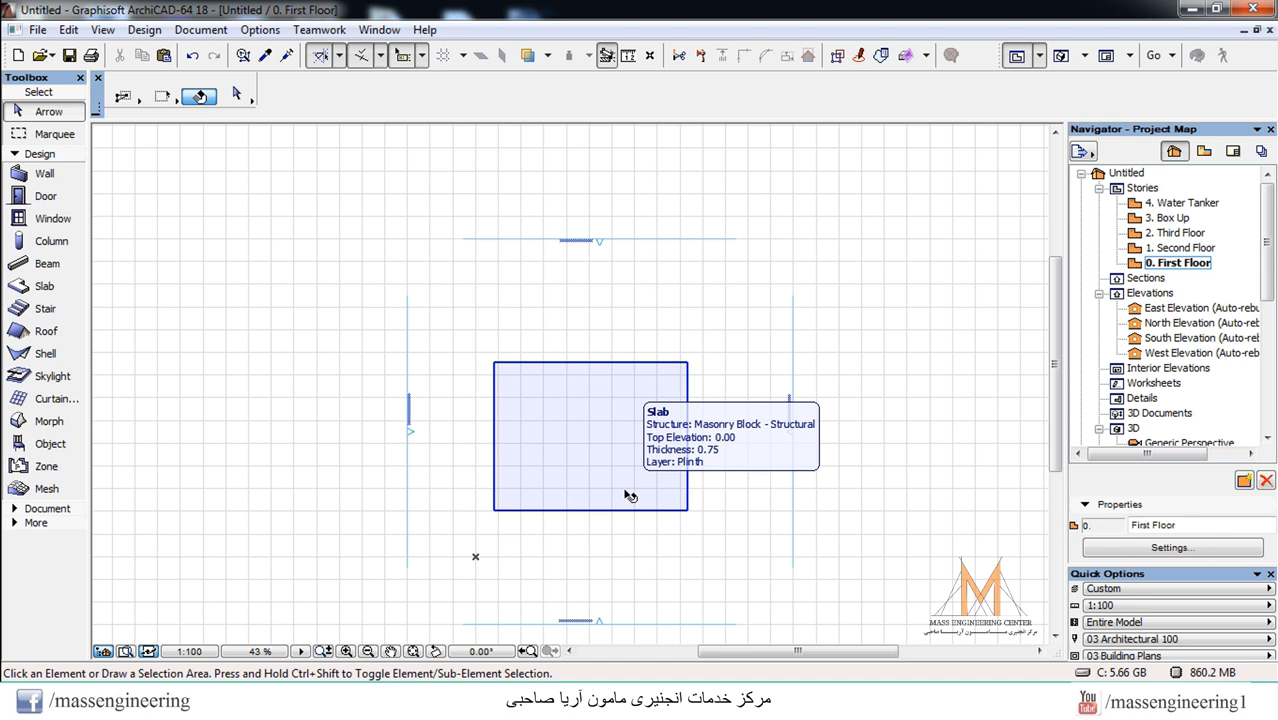 Untitled - Graphisoft ArchiCAD-64 18 - [Untitled / 0. First Floor]
File Edit View Design Document Options Teamwork Window Help
Go
Toolbox
Select
Arrow
Marquee
Design
Wall
Door
Window
Column
Beam
Slab
Stair
Roof
Shell
Skylight
Curtain...
Morph
Object
Zone
Mesh
Document
More
Slab
Structure: Masonry Block - Structural
Top Elevation: 0.00
Thickness: 0.75
Layer: Plinth
Navigator - Project Map
Untitled
Stories
4. Water Tanker
3. Box Up
2. Third Floor
1. Second Floor
0. First Floor
Sections
Elevations
East Elevation (Auto-rebu
North Elevation (Auto-reb
South Elevation (Auto-reb
West Elevation (Auto-reb
Interior Elevations
Worksheets
Details
3D Documents
3D
Generic Perspective
Properties
0. First Floor
Settings...
Quick Options
Custom
1:100
Entire Model
03 Architectural 100
03 Building Plans
MASS ENGINEERING CENTER
1:100 43 % 0.00°
Click an Element or Draw a Selection Area. Press and Hold Ctrl+Shift to Toggle Element/Sub-Element Selection.
C: 5.66 GB 860.2 MB
/massengineering
مرکز خدمات انجنیری مامون آریا صاحبی
You Tube /massengineering1